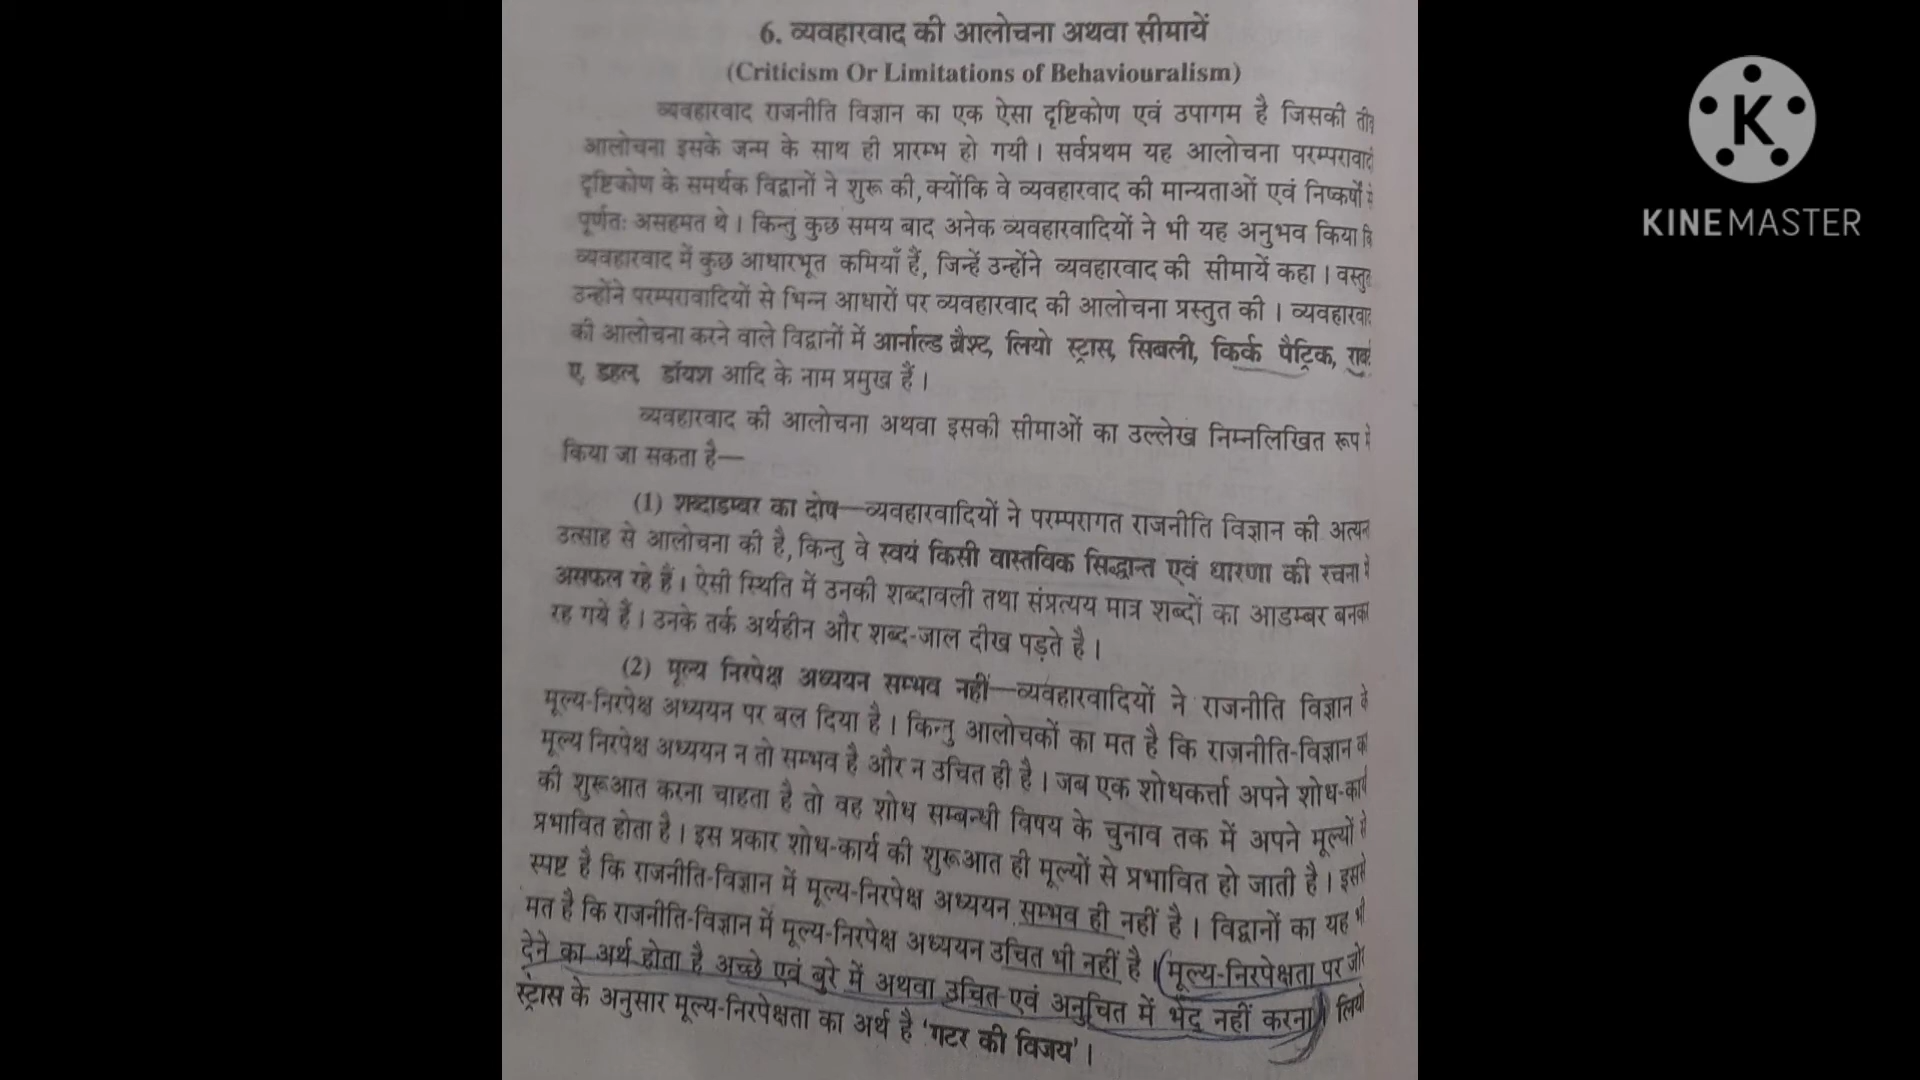 6. व्यवहारवाद की आलोचना अथवा सीमायें
(Criticism Or Limitations of Behaviouralism)
व्यवहारवाद राजनीति विज्ञान का एक ऐसा दृष्टिकोण एवं उपागम है जिसकी
आलोचना इसके जन्म के साथ ही प्रारम्भ हो गयी। सर्वप्रथम यह आलोचना
दृष्टिकोण के समर्थक विद्वानों ने शुरू की, क्योंकि वे व्यवहारवाद की मान्यताओं एवं निष्कर्षों
पूर्णतः असहमत थे। किन्तु कुछ समय बाद अनेक व्यवहारवादियों ने भी यह अनुभव किया
व्यवहारवाद में कुछ आधारभूत कमियाँ हैं, जिन्हें उन्होंने व्यवहारवाद की सीमायें कहा।
उन्होंने परम्परावादियों से भिन्न आधारों पर व्यवहारवाद की आलोचना प्रस्तुत की।
की आलोचना करने वाले विद्वानों में आर्नाल्ड ब्रैश्ट, लियो स्ट्रास, सिबली, किर्क पैट्रिक,
ए. डहल, डॉयश आदि के नाम प्रमुख हैं।
व्यवहारवाद की आलोचना अथवा इसकी सीमाओं का उल्लेख निम्नलिखित रूप में
किया जा सकता है—
(1) शब्दाडम्बर का दोष—व्यवहारवादियों ने परम्परागत राजनीति विज्ञान की
उत्साह से आलोचना की है, किन्तु वे स्वयं किसी वास्तविक सिद्धान्त एवं धारणा की रचना में
असफल रहे हैं। ऐसी स्थिति में उनकी शब्दावली तथा संप्रत्यय मात्र शब्दों का आडम्बर
रह गये हैं। उनके तर्क अर्थहीन और शब्द-जाल दीख पड़ते है।
(2) मूल्य निरपेक्ष अध्ययन सम्भव नहीं—व्यवहारवादियों ने राजनीति विज्ञान के
मूल्य-निरपेक्ष अध्ययन पर बल दिया है। किन्तु आलोचकों का मत है कि राजनीति-विज्ञान का
मूल्य निरपेक्ष अध्ययन न तो सम्भव है और न उचित ही है। जब एक शोधकर्त्ता अपने शोध-कार्य
की शुरूआत करना चाहता है तो वह शोध सम्बन्धी विषय के चुनाव तक में अपने मूल्यों से
प्रभावित होता है। इस प्रकार शोध-कार्य की शुरूआत ही मूल्यों से प्रभावित हो जाती है।
स्पष्ट है कि राजनीति-विज्ञान में मूल्य-निरपेक्ष अध्ययन सम्भव ही नहीं है। विद्वानों का यह भी
मत है कि राजनीति-विज्ञान में मूल्य-निरपेक्ष अध्ययन उचित भी नहीं है। मूल्य-निरपेक्षता पर जोर
देने का अर्थ होता है अच्छे एवं बुरे में अथवा उचित एवं अनुचित में भेद नहीं करना। लियो
स्ट्रास के अनुसार मूल्य-निरपेक्षता का अर्थ है 'गटर की विजय'।
K
KINEMASTER